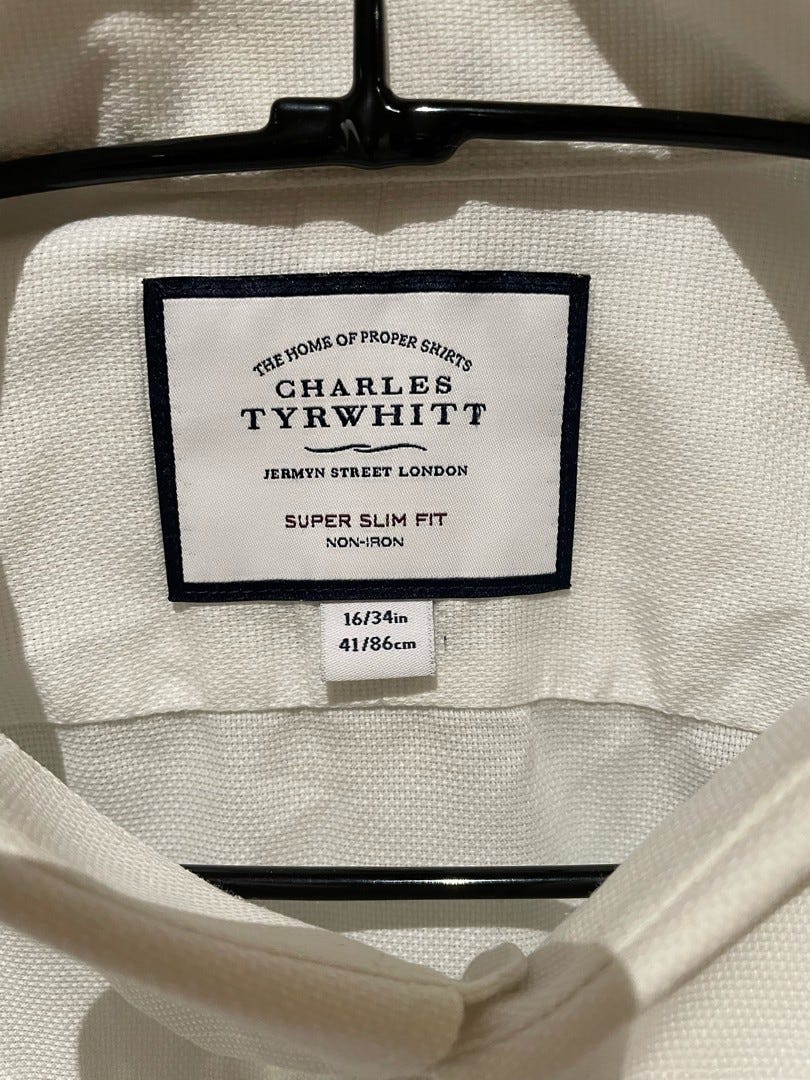 THE HOME OF PROPER SHIRTS
CHARLES
TYRWHITT
JERMYN STREET LONDON
SUPER SLIM FIT
NON-IRON
16/34in
41/86cm